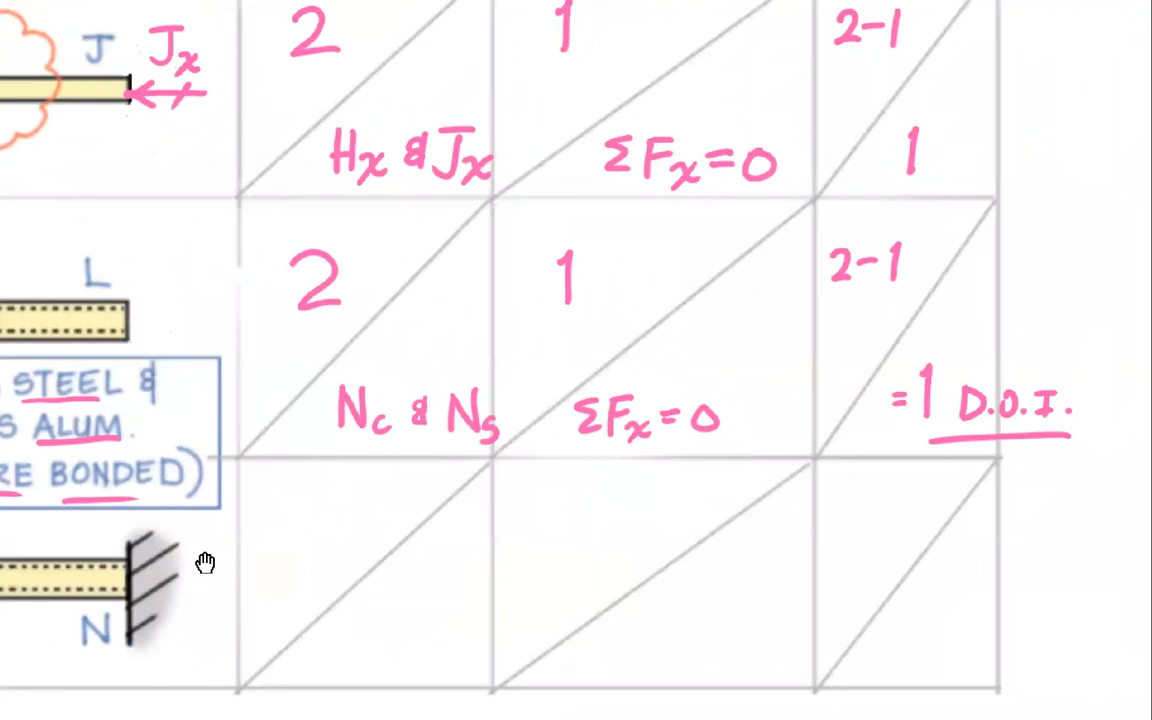 2 1 2-1
J Jx
Hx & Jx ΣFx=0 1
L 2 1 2-1
STEEL &
Nc & Ns ΣFx=0 =1 D.O.I.
S ALUM.
RE BONDED)
N